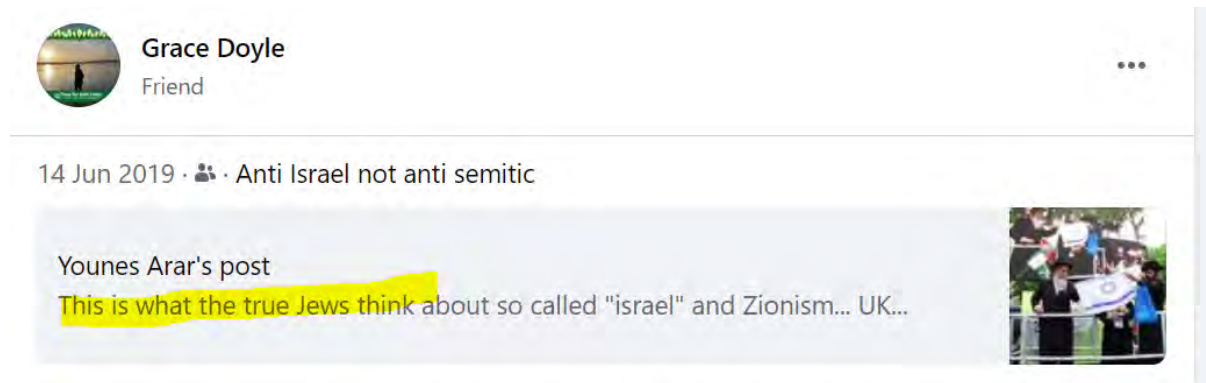 Grace Doyle
Friend
14 Jun 2019 · Anti Israel not anti semitic
Younes Arar's post
This is what the true Jews think about so called "israel" and Zionism... UK...